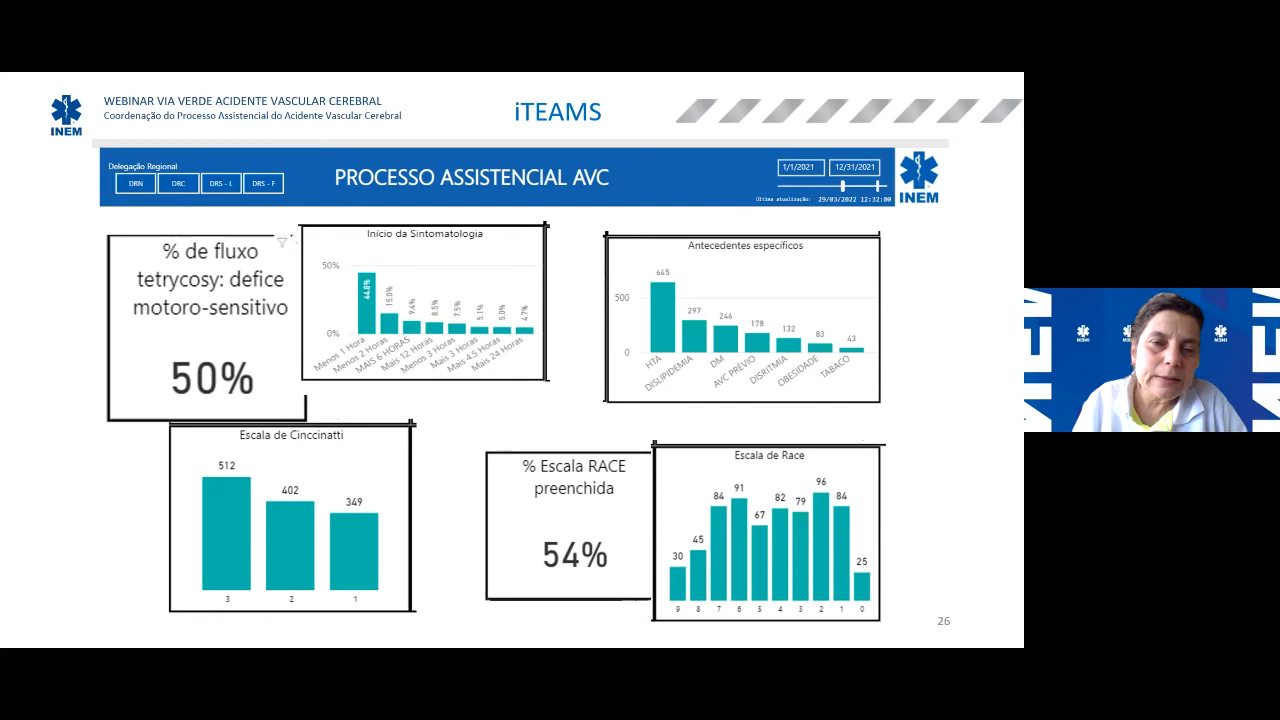 WEBINAR VIA VERDE ACIDENTE VASCULAR CEREBRAL
Coordenação do Processo Assistencial do Acidente Vascular Cerebral
iTEAMS
INEM
Delegação Regional
DRN DRC DRS - L DRS - F
PROCESSO ASSISTENCIAL AVC
1/1/2021 12/31/2021
Última atualização: 29/03/2022 12:32:00
INEM
% de fluxo
tetrycosy: defice
motoro-sensitivo
50%
Início da Sintomatologia
50%
0%
44.8% 15.0% 9.4% 8.5% 7.5% 5.1% 5.0% 4.7%
Menos 1 Hora
Menos 2 Horas
MAIS 6 HORAS
Mais 12 Horas
Menos 3 Horas
Mais 3 Horas
Mais 4.5 Horas
Mais 24 Horas
Antecedentes específicos
500
0
645 297 246 178 132 83 43
HTA
DISLIPIDEMIA
DM
AVC PRÉVIO
DISRITMIA
OBESIDADE
TABACO
Escala de Cinccinatti
512 402 349
3 2 1
% Escala RACE
preenchida
54%
Escala de Race
30 45 84 91 67 82 79 96 84 25
9 8 7 6 5 4 3 2 1 0
26